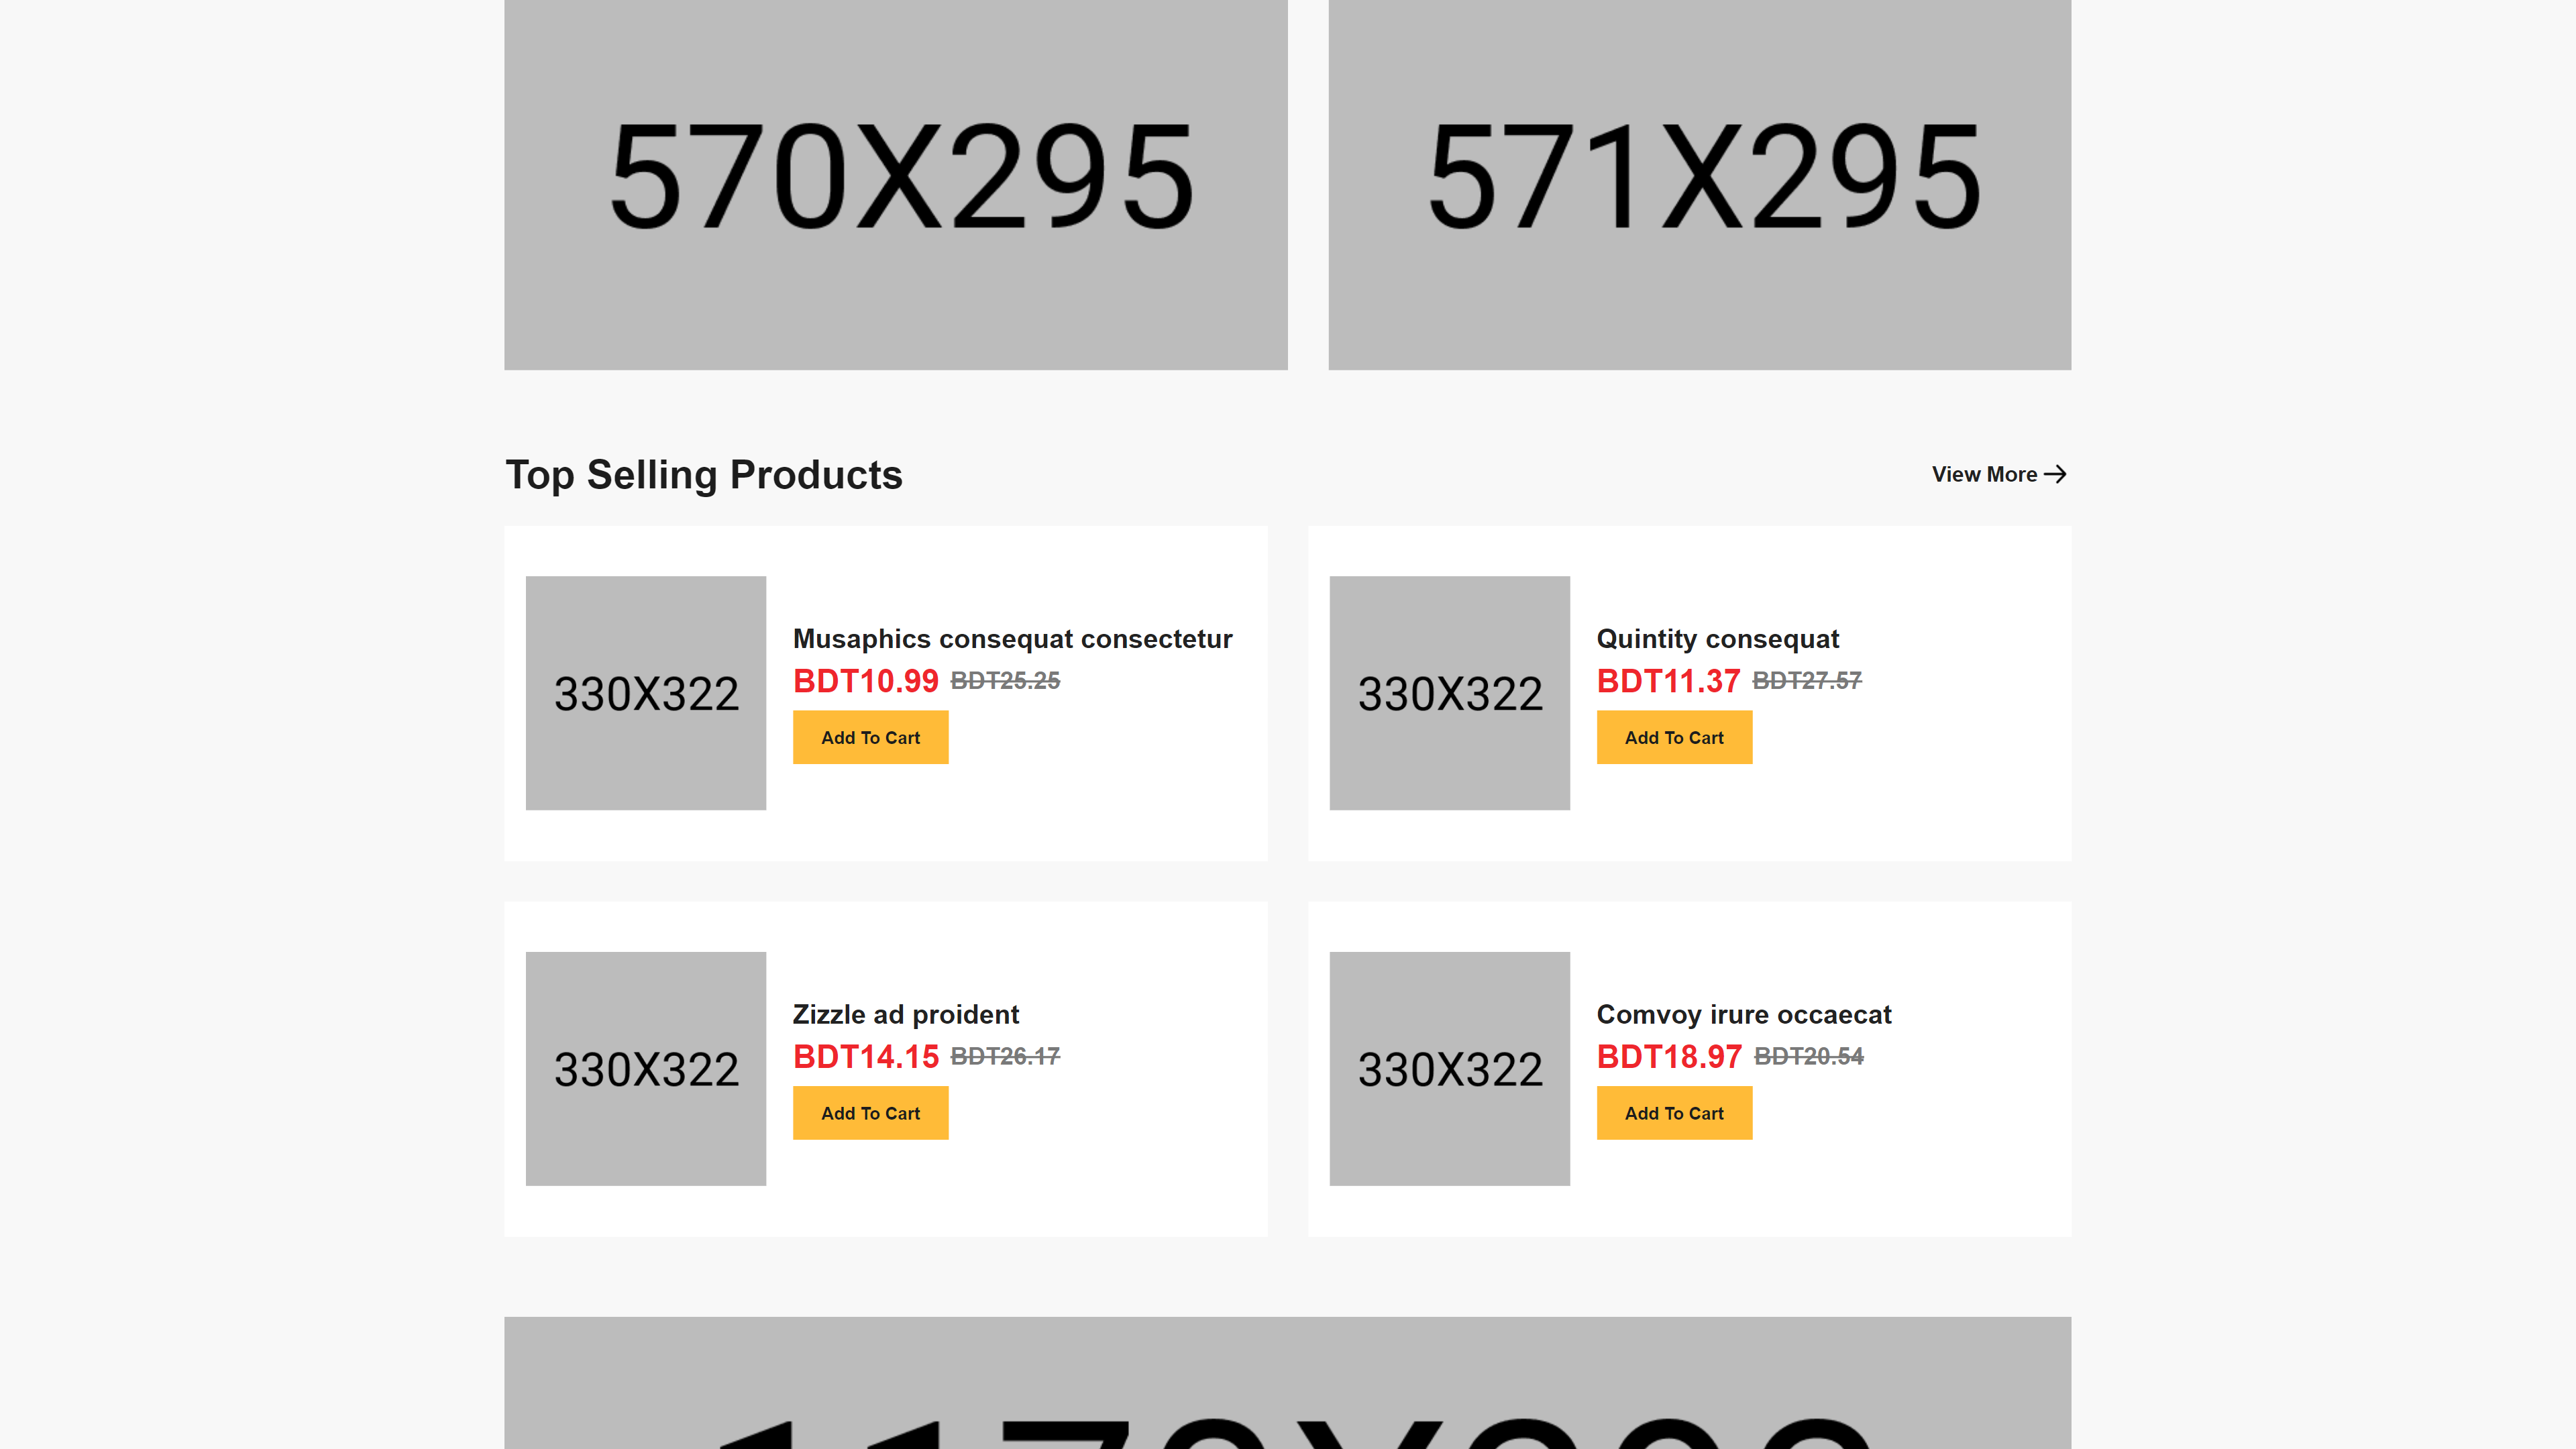 570X295
571X295
Top Selling Products
View More
330X322
Musaphics consequat consectetur
BDT10.99 BDT25.25
Add To Cart
330X322
Quintity consequat
BDT11.37 BDT27.57
Add To Cart
330X322
Zizzle ad proident
BDT14.15 BDT26.17
Add To Cart
330X322
Comvoy irure occaecat
BDT18.97 BDT20.54
Add To Cart